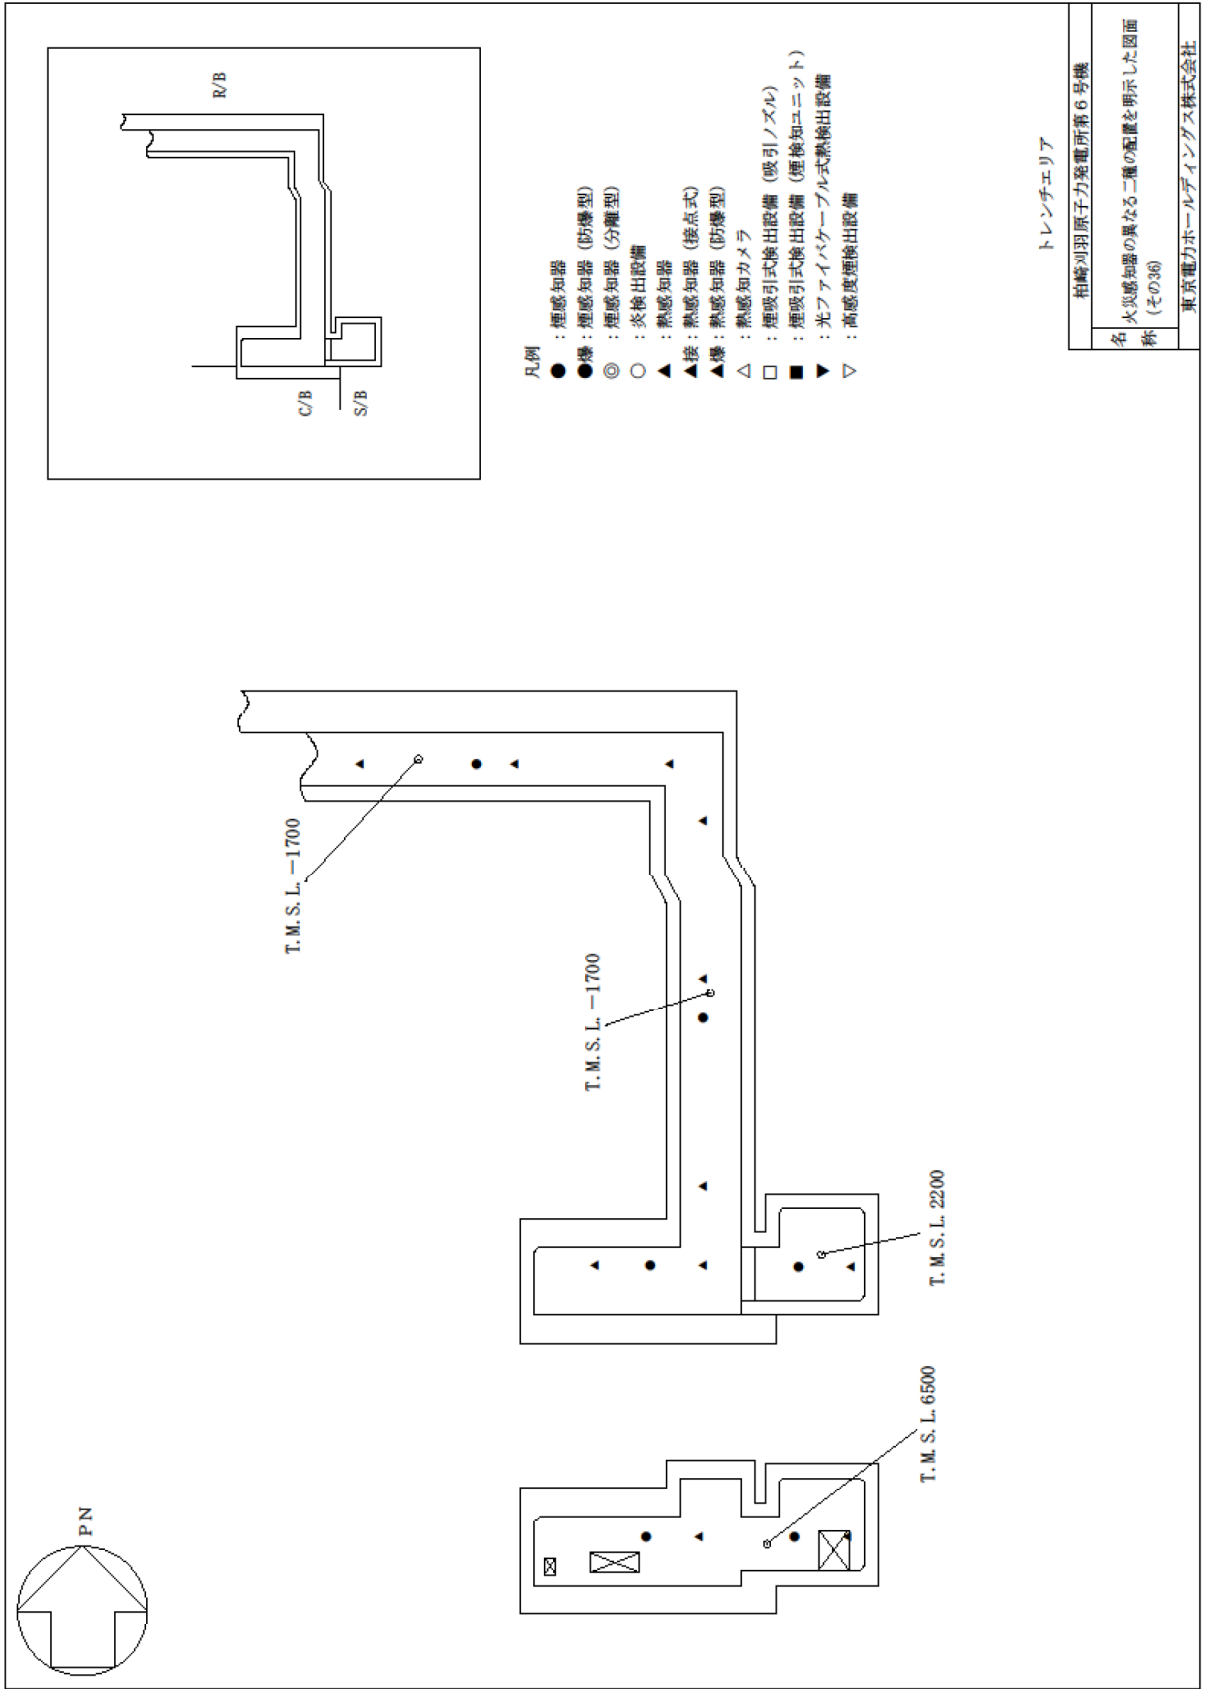 R/B
C/B
S/B
凡例
● : 煙感知器
●爆 : 煙感知器 (防爆型)
◎ : 煙感知器 (分離型)
○ : 炎検出設備
▲ : 熱感知器
▲接 : 熱感知器 (接点式)
▲爆 : 熱感知器 (防爆型)
△ : 熱感知カメラ
□ : 煙吸引式検出設備 (吸引ノズル)
■ : 煙吸引式検出設備 (煙検知ユニット)
▼ : 光ファイバケーブル式熱検出設備
▽ : 高感度煙検出設備
T.M.S.L.−1700
T.M.S.L.−1700
T.M.S.L.2200
T.M.S.L.6500
PN
トレンチエリア
柏崎刈羽原子力発電所第6号機
名称
火災感知器の異なる二種の配置を明示した図面
(その36)
東京電力ホールディングス株式会社